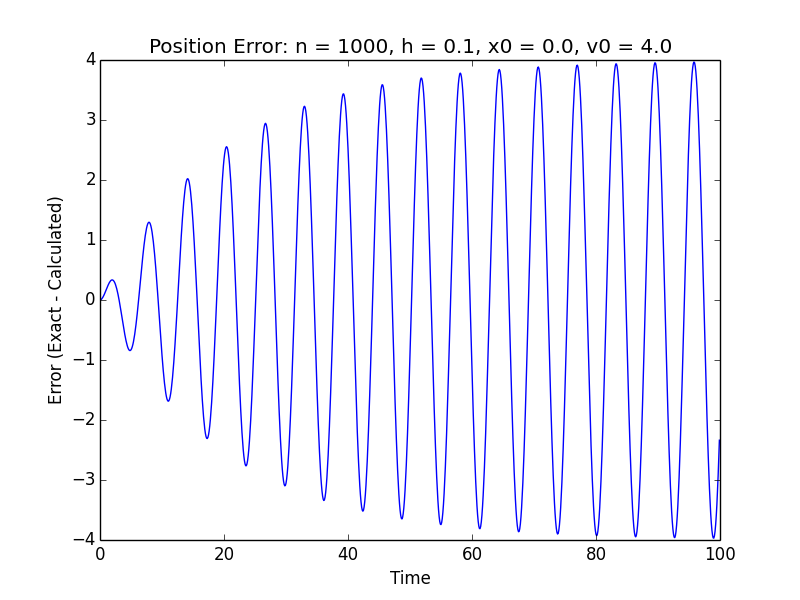 Position Error: n = 1000, h = 0.1, x0 = 0.0, v0 = 4.0
4
3
2
1
0
−1
−2
−3
−4
Error (Exact - Calculated)
0 20 40 60 80 100
Time